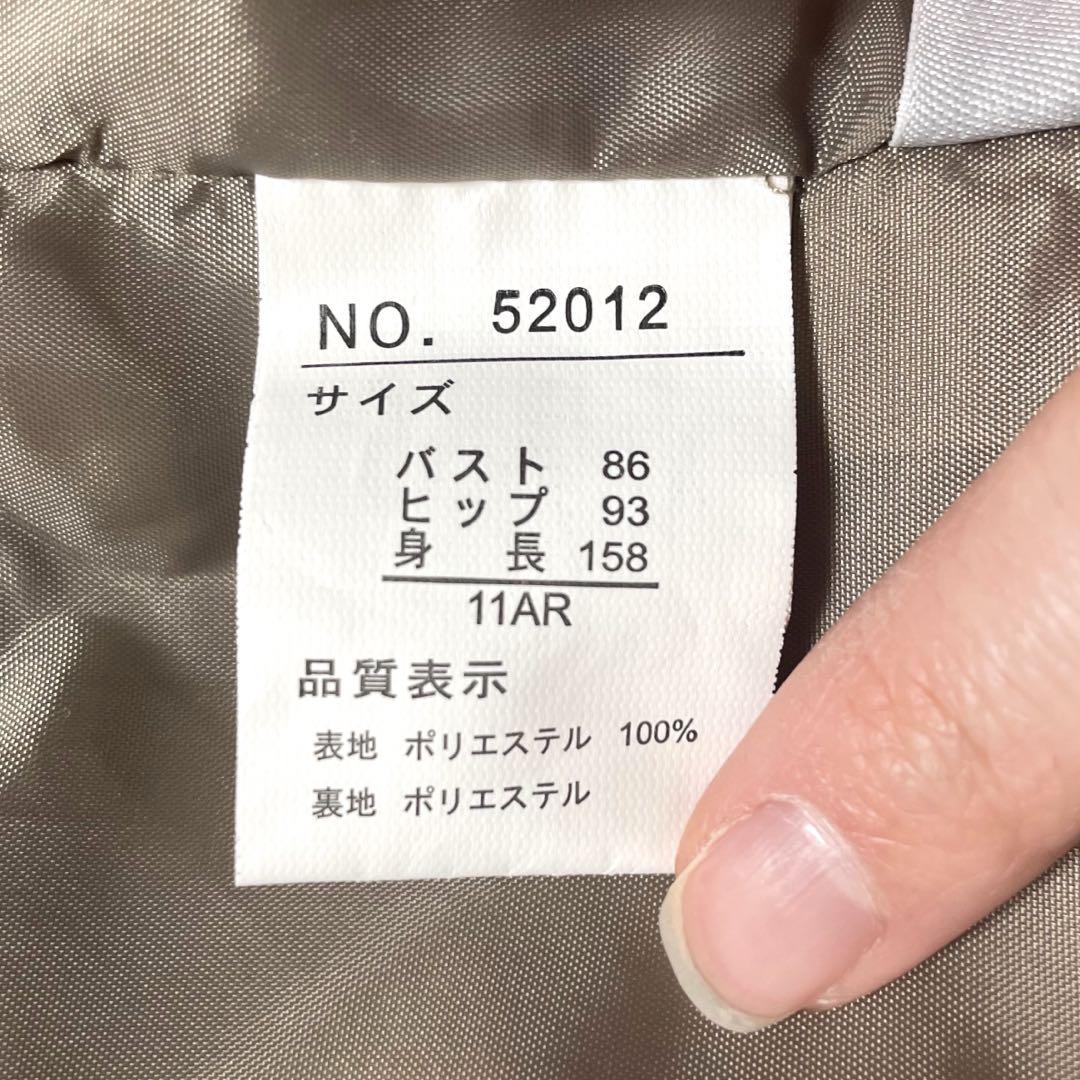 NO. 52012
サイズ
バスト 86
ヒップ 93
身 長 158
11AR
品質表示
表地 ポリエステル 100%
裏地 ポリエステル